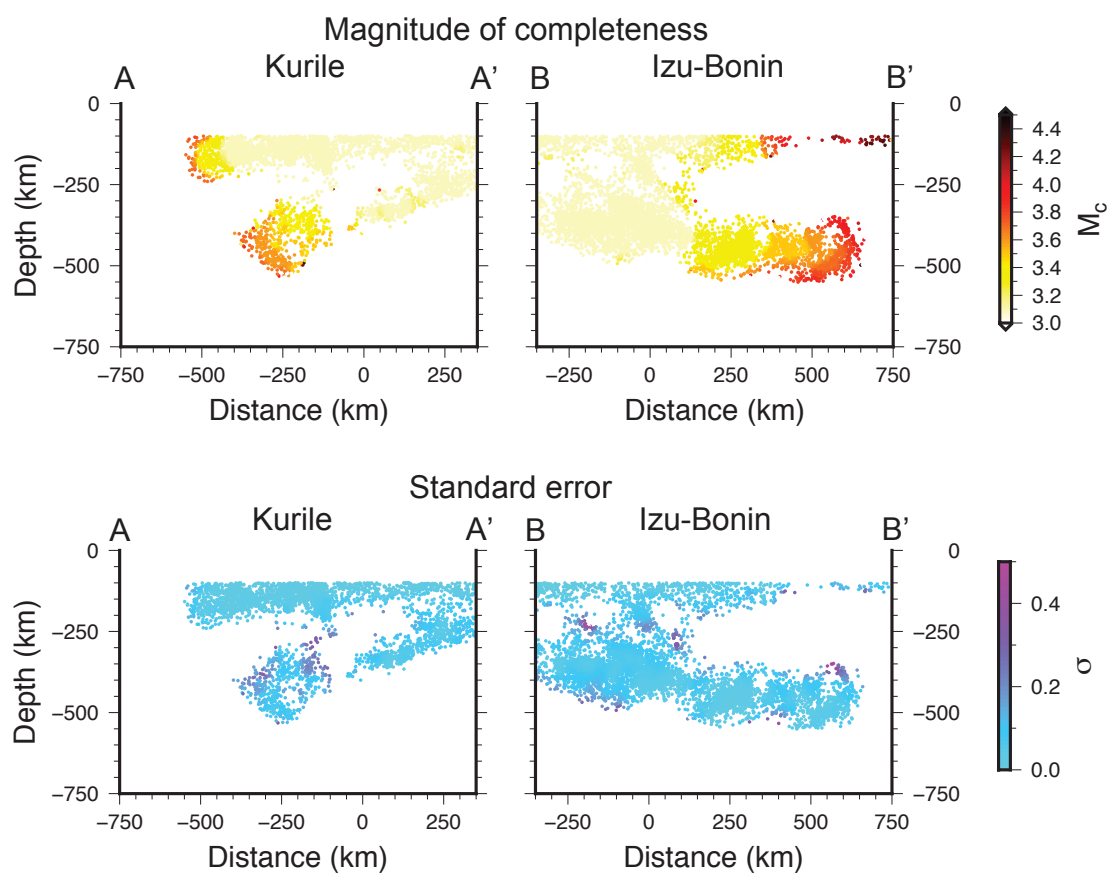 Magnitude of completeness
A Kurile A’ B Izu-Bonin B’
0 0
−250 −250
−500 −500
−750 −750
Depth (km)
−750 −500 −250 0 250 0 250 500 750
Distance (km) Distance (km)
4.4
4.2
4.0
3.8
3.6
3.4
3.2
3.0
Mc
Standard error
A Kurile A’ B Izu-Bonin B’
0 0
−250 −250
−500 −500
−750 −750
Depth (km)
−750 −500 −250 0 250 0 250 500 750
Distance (km) Distance (km)
0.4
0.2
0.0
σ